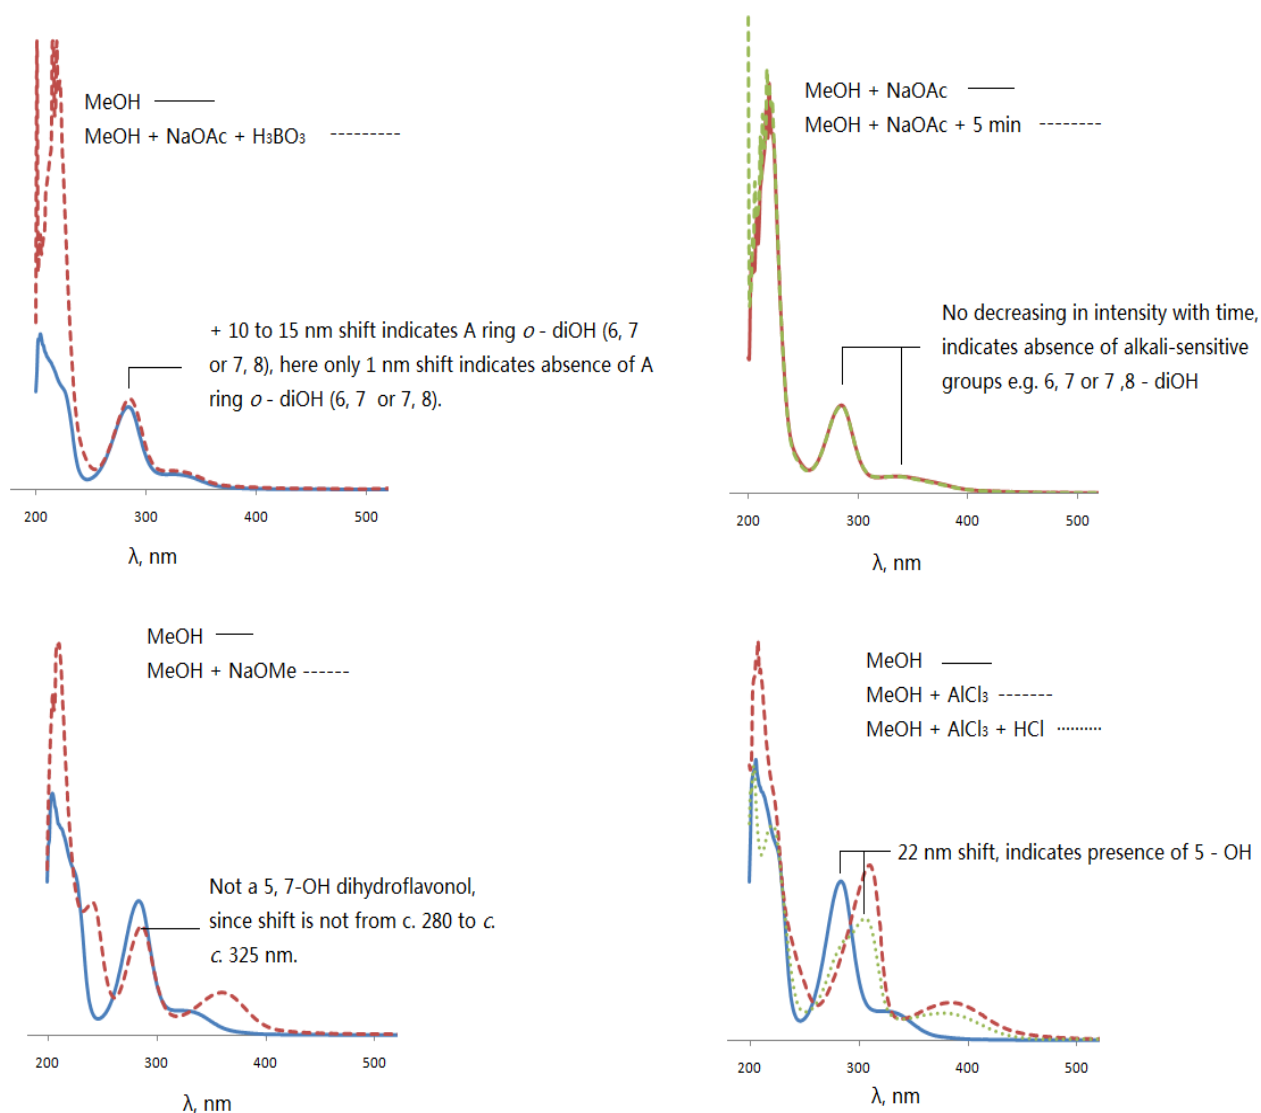 MeOH
MeOH + NaOAc + H₃BO₃
+ 10 to 15 nm shift indicates A ring o - diOH (6, 7
or 7, 8), here only 1 nm shift indicates absence of A
ring o - diOH (6, 7 or 7, 8).
200 300 400 500
λ, nm
MeOH + NaOAc
MeOH + NaOAc + 5 min
No decreasing in intensity with time,
indicates absence of alkali-sensitive
groups e.g. 6, 7 or 7 ,8 - diOH
200 300 400 500
λ, nm
MeOH
MeOH + NaOMe
Not a 5, 7-OH dihydroflavonol,
since shift is not from c. 280 to c.
c. 325 nm.
200 300 400 500
λ, nm
MeOH
MeOH + AlCl₃
MeOH + AlCl₃ + HCl
22 nm shift, indicates presence of 5 - OH
200 300 400 500
λ, nm